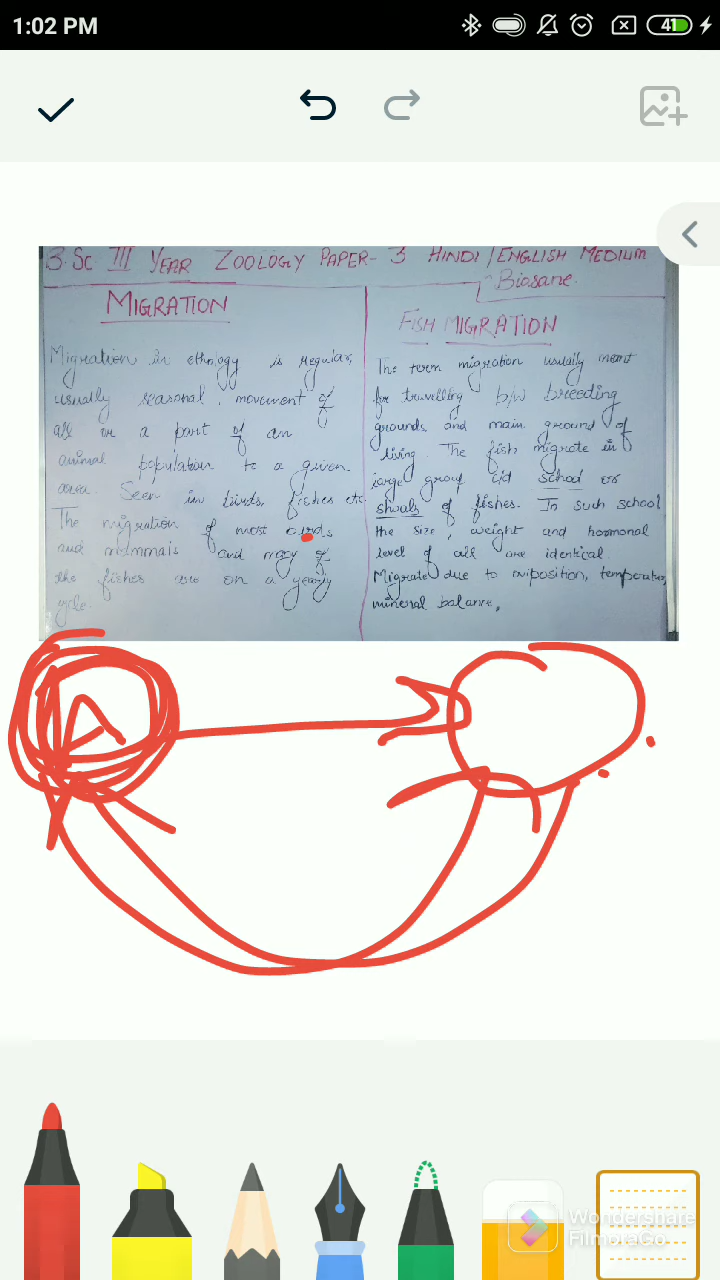 1:02 PM
41
B.Sc III YEAR ZOOLOGY PAPER- 3 HINDI/ENGLISH MEDIUM
Biosane.
MIGRATION
Migration in ethology is regular,
usually seasonal, movement of
all or a part of an
animal population to a given
area. Seen in birds, fishes etc.
The migration of most birds
and mammals and many of
the fishes are on a yearly
cycle.
FISH MIGRATION
The term migration usually meant
for travelling b/w breeding
grounds and main ground of
living The fish migrate in
large group school or
shoals of fishes. In such school
the size, weight and hormonal
level of all are identical.
Migrate due to oviposition, temperature,
mineral balance.
Wondershare
FilmoraGo